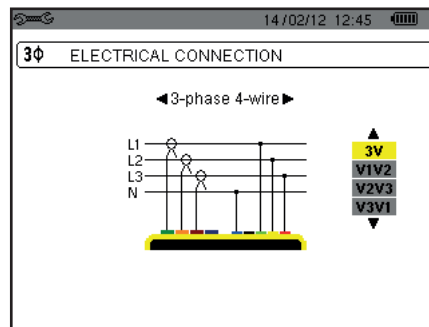 14/02/12 12:45
3ϕ ELECTRICAL CONNECTION
◀3-phase 4-wire▶
L1
L2
L3
N
3V
V1V2
V2V3
V3V1